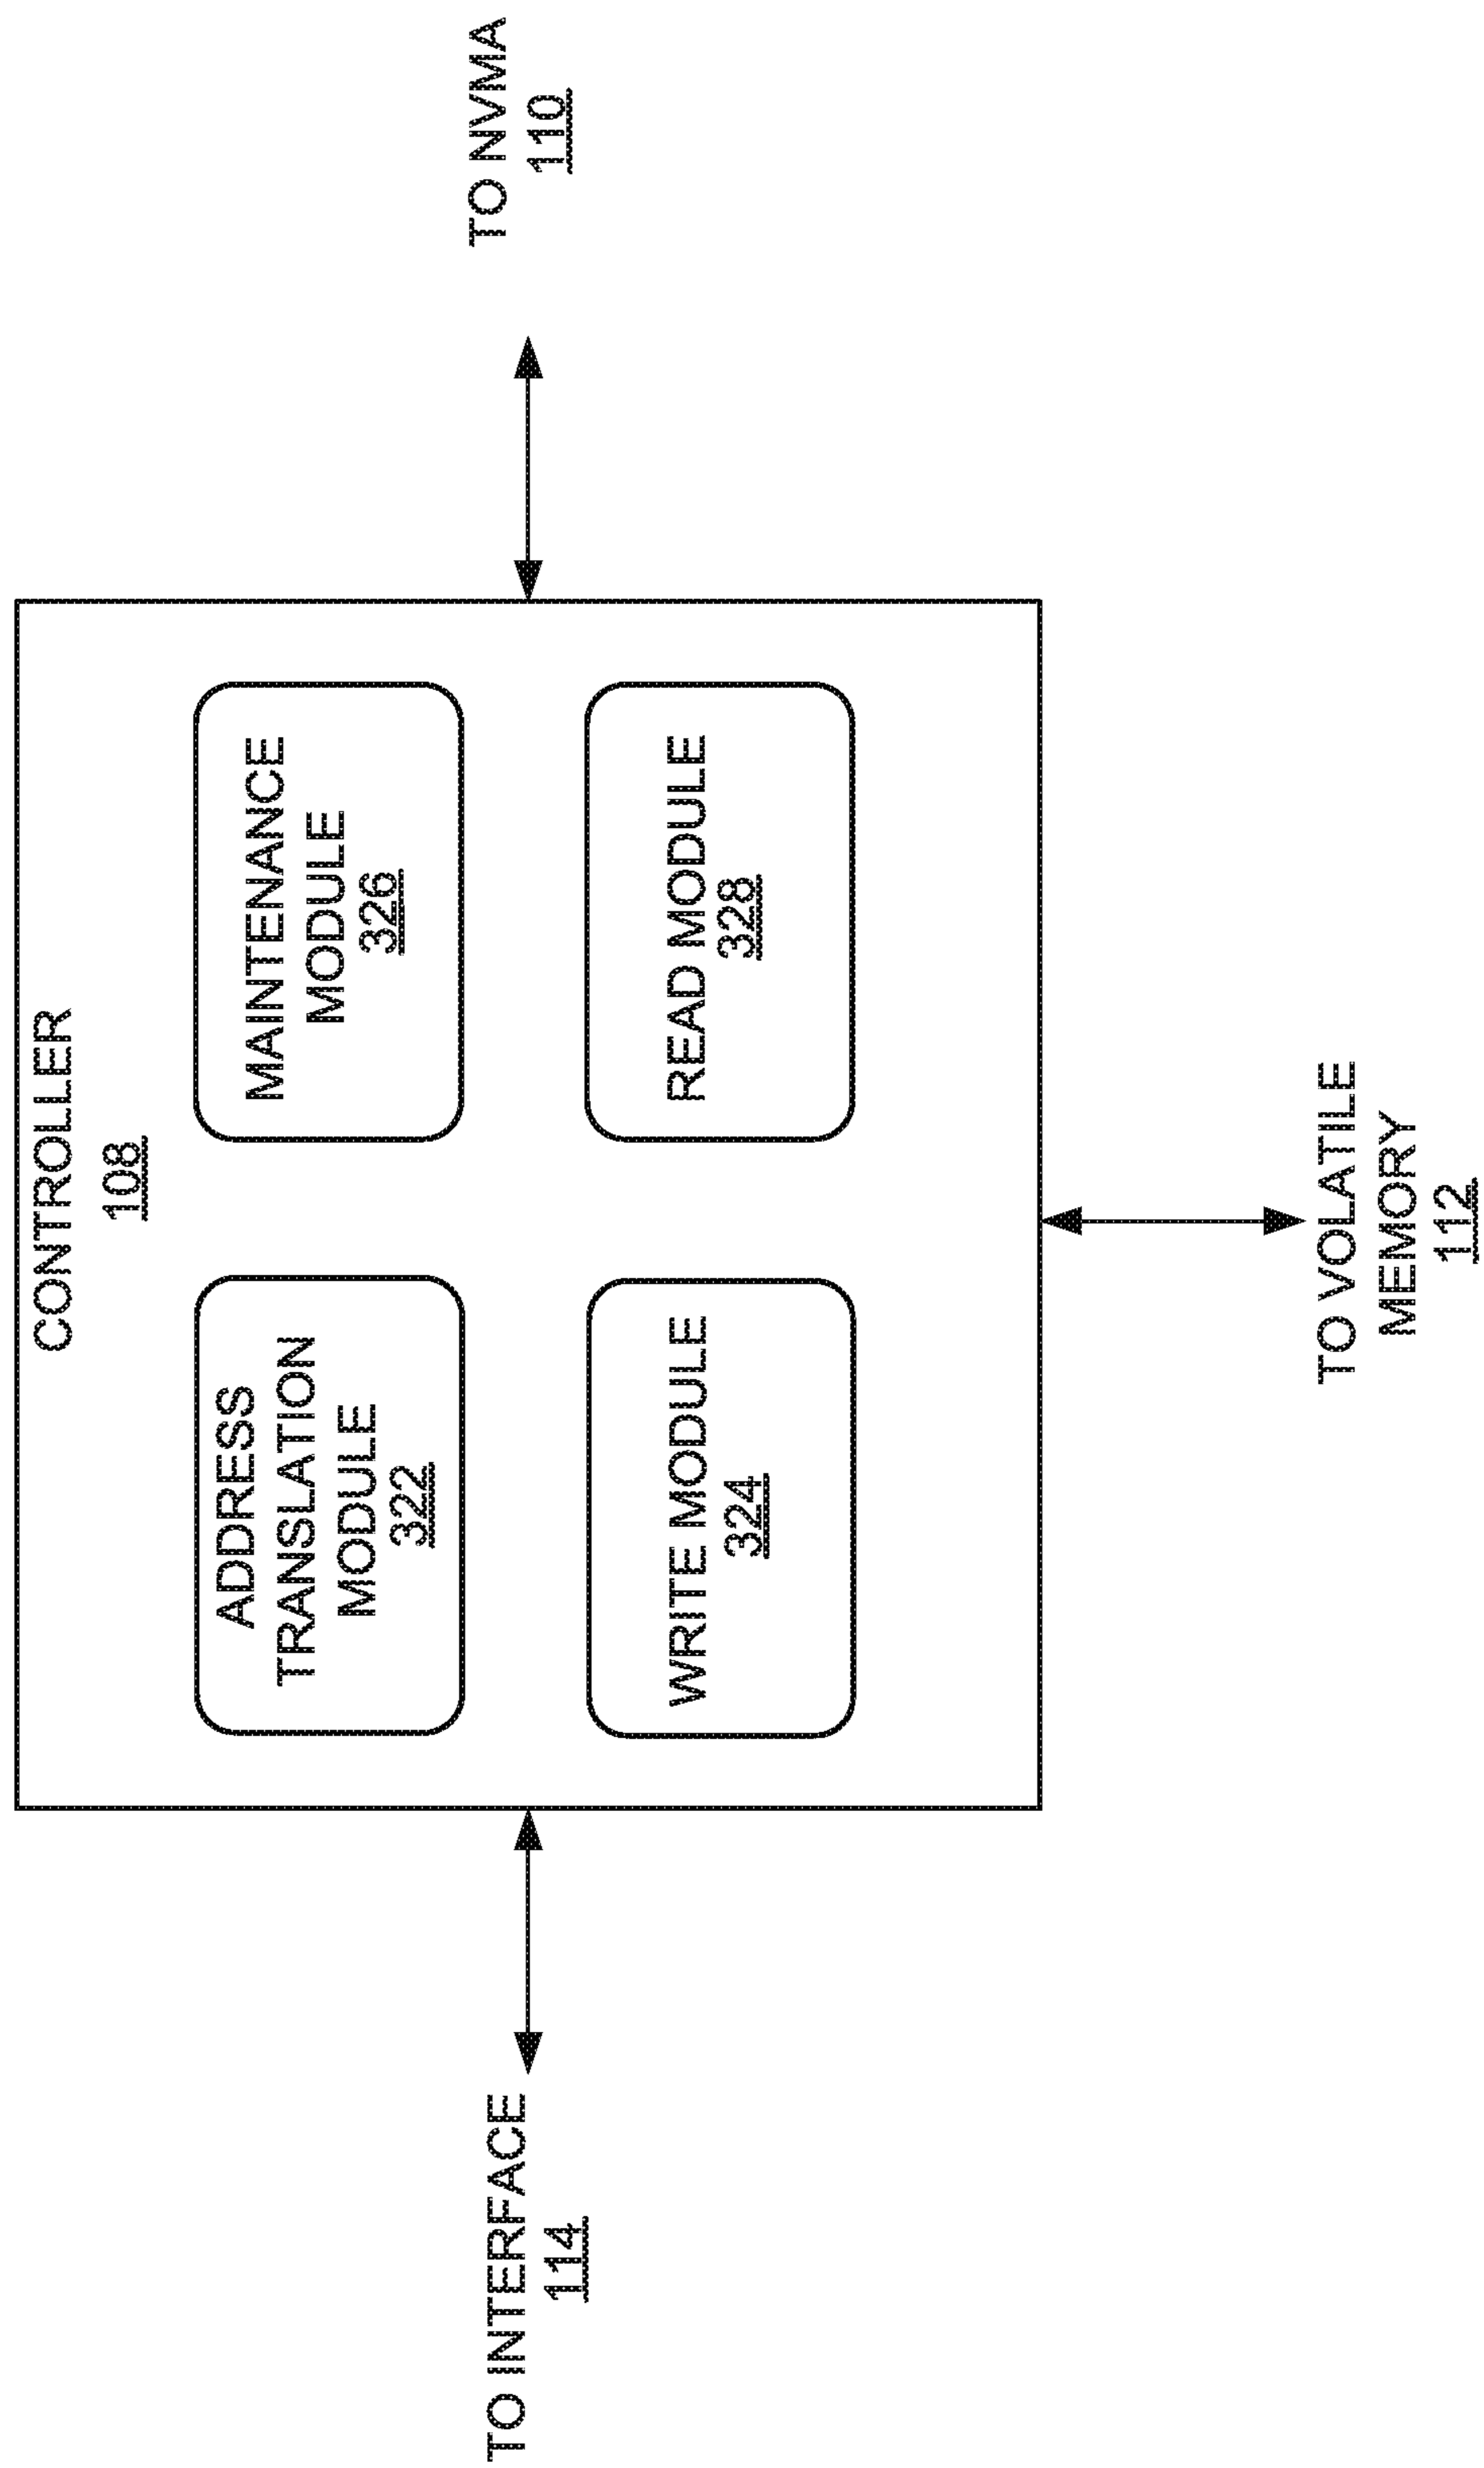 CONTROLLER
108
ADDRESS
TRANSLATION
MODULE
322
MAINTENANCE
MODULE
326
WRITE MODULE
324
READ MODULE
328
TO INTERFACE
114
TO NVMA
110
TO VOLATILE
MEMORY
112